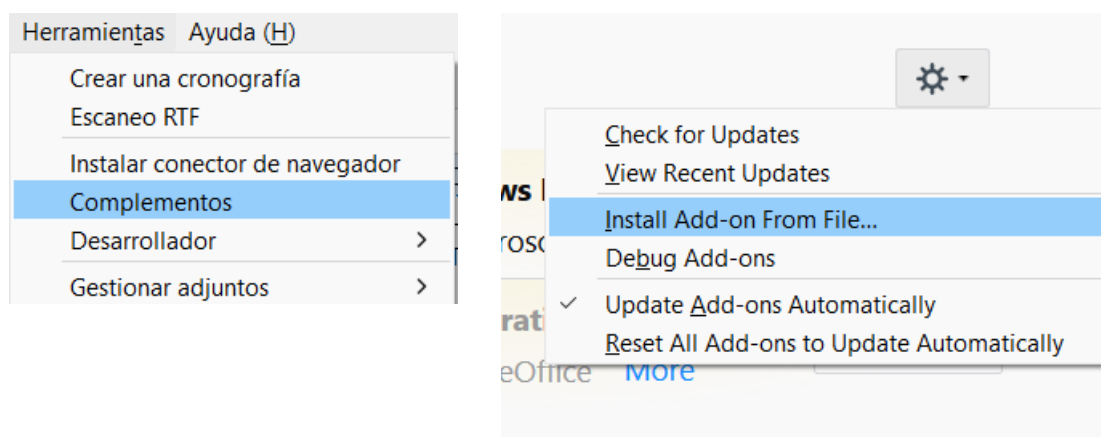 Herramientas Ayuda (H)
Crear una cronografía
Escaneo RTF
Instalar conector de navegador
Complementos
Desarrollador
Gestionar adjuntos
Check for Updates
View Recent Updates
Install Add-on From File...
Debug Add-ons
Update Add-ons Automatically
Reset All Add-ons to Update Automatically
More